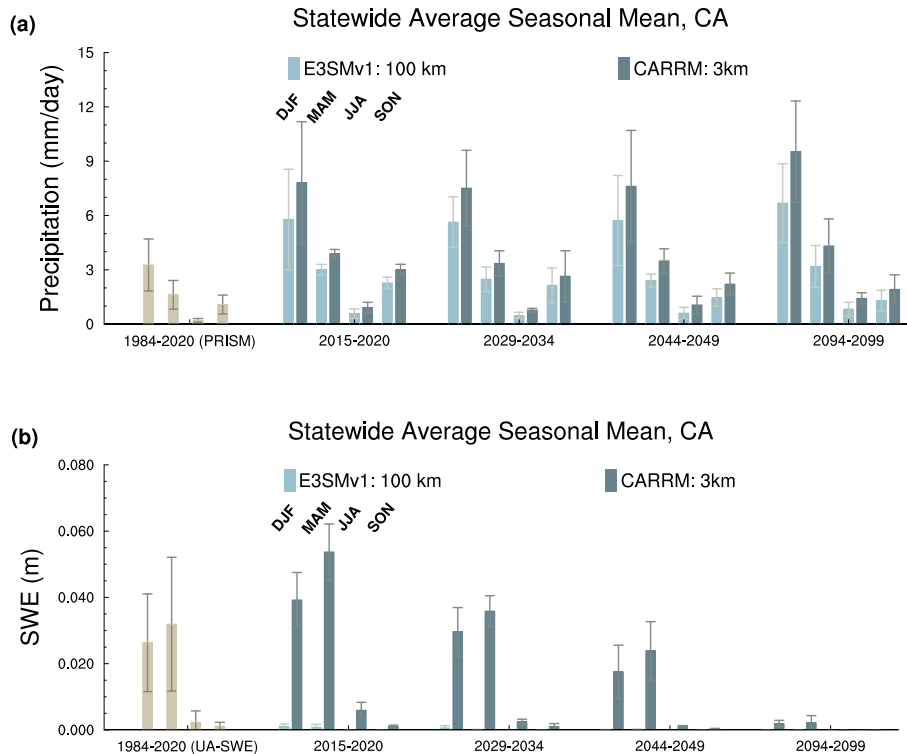 (a)
Statewide Average Seasonal Mean, CA
E3SMv1: 100 km
CARRM: 3km
DJF
MAM
JJA
SON
Precipitation (mm/day)
15
12
9
6
3
0
1984-2020 (PRISM)
2015-2020
2029-2034
2044-2049
2094-2099
(b)
Statewide Average Seasonal Mean, CA
E3SMv1: 100 km
CARRM: 3km
DJF
MAM
JJA
SON
SWE (m)
0.080
0.060
0.040
0.020
0.000
1984-2020 (UA-SWE)
2015-2020
2029-2034
2044-2049
2094-2099